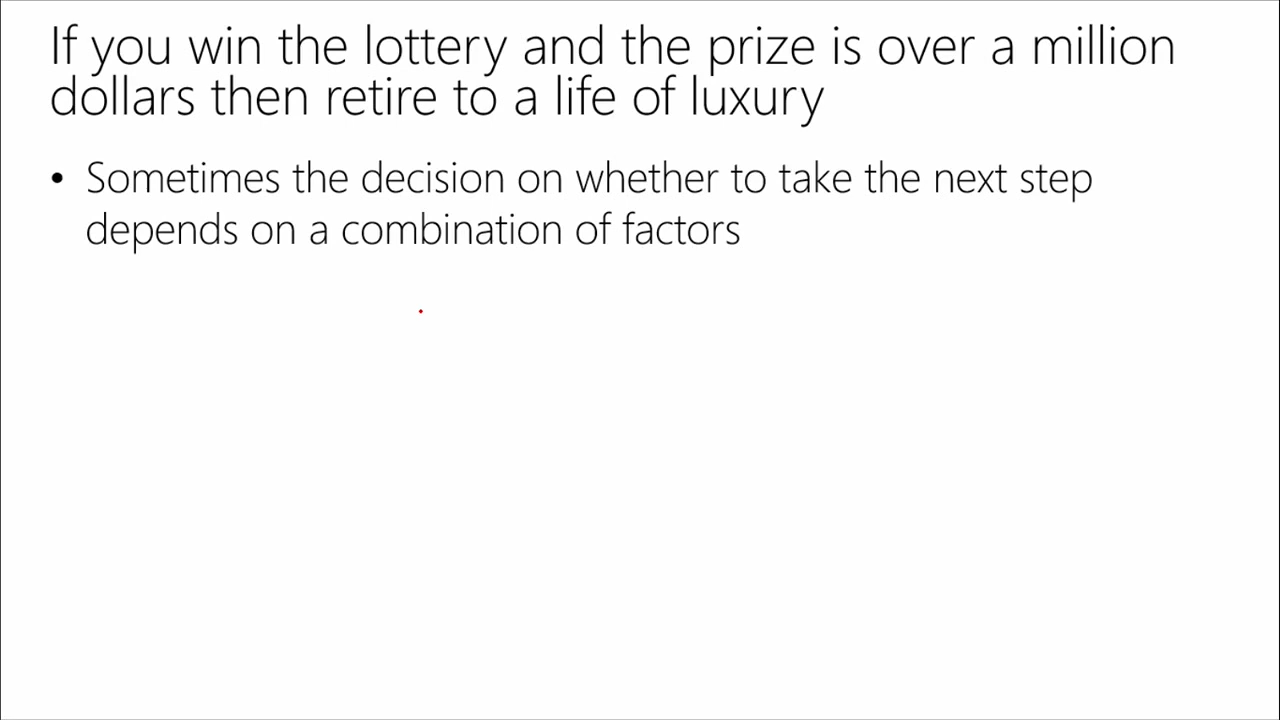 If you win the lottery and the prize is over a million
dollars then retire to a life of luxury
• Sometimes the decision on whether to take the next step
depends on a combination of factors